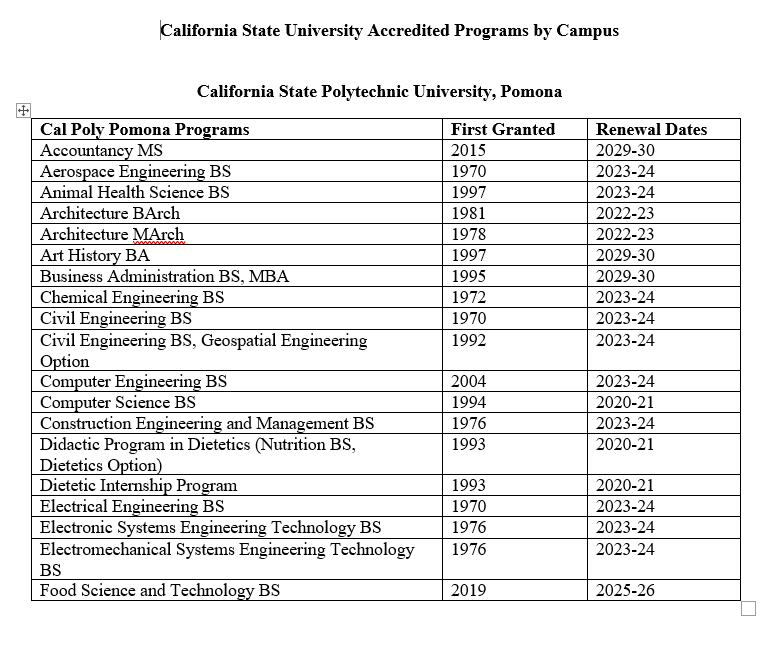 California State University Accredited Programs by Campus
California State Polytechnic University, Pomona
Cal Poly Pomona Programs First Granted Renewal Dates
Accountancy MS 2015 2029-30
Aerospace Engineering BS 1970 2023-24
Animal Health Science BS 1997 2023-24
Architecture BArch 1981 2022-23
Architecture MArch 1978 2022-23
Art History BA 1997 2029-30
Business Administration BS, MBA 1995 2029-30
Chemical Engineering BS 1972 2023-24
Civil Engineering BS 1970 2023-24
Civil Engineering BS, Geospatial Engineering 1992 2023-24
Option
Computer Engineering BS 2004 2023-24
Computer Science BS 1994 2020-21
Construction Engineering and Management BS 1976 2023-24
Didactic Program in Dietetics (Nutrition BS, 1993 2020-21
Dietetics Option)
Dietetic Internship Program 1993 2020-21
Electrical Engineering BS 1970 2023-24
Electronic Systems Engineering Technology BS 1976 2023-24
Electromechanical Systems Engineering Technology 1976 2023-24
BS
Food Science and Technology BS 2019 2025-26